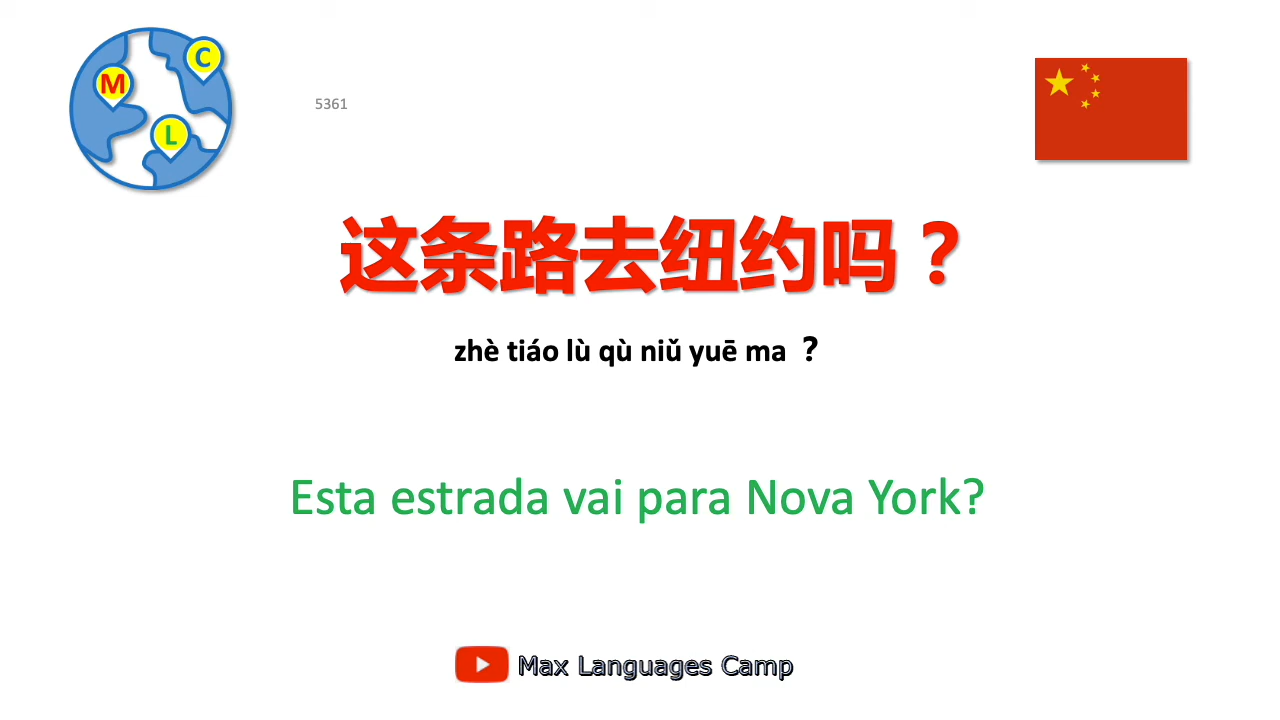 M
C
L
5361
这条路去纽约吗？
zhè tiáo lù qù niǔ yuē ma ？
Esta estrada vai para Nova York?
Max Languages Camp